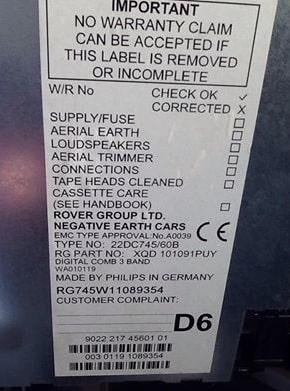 IMPORTANT
NO WARRANTY CLAIM
CAN BE ACCEPTED IF
THIS LABEL IS REMOVED
OR INCOMPLETE
W/R No CHECK OK ✓
CORRECTED X
SUPPLY/FUSE
AERIAL EARTH
LOUDSPEAKERS
AERIAL TRIMMER
CONNECTIONS
TAPE HEADS CLEANED
CASSETTE CARE
(SEE HANDBOOK)
ROVER GROUP LTD.
NEGATIVE EARTH CARS CE
EMC TYPE APPROVAL.No.A0039
TYPE NO: 22DC745/60B
RG PART NO: XQD 101091PUY
DIGITAL COMB 3 BAND
WA010119
MADE BY PHILIPS IN GERMANY
RG745W11089354
CUSTOMER COMPLAINT:
D6
9022 217 45601 01
003 0119 1089354